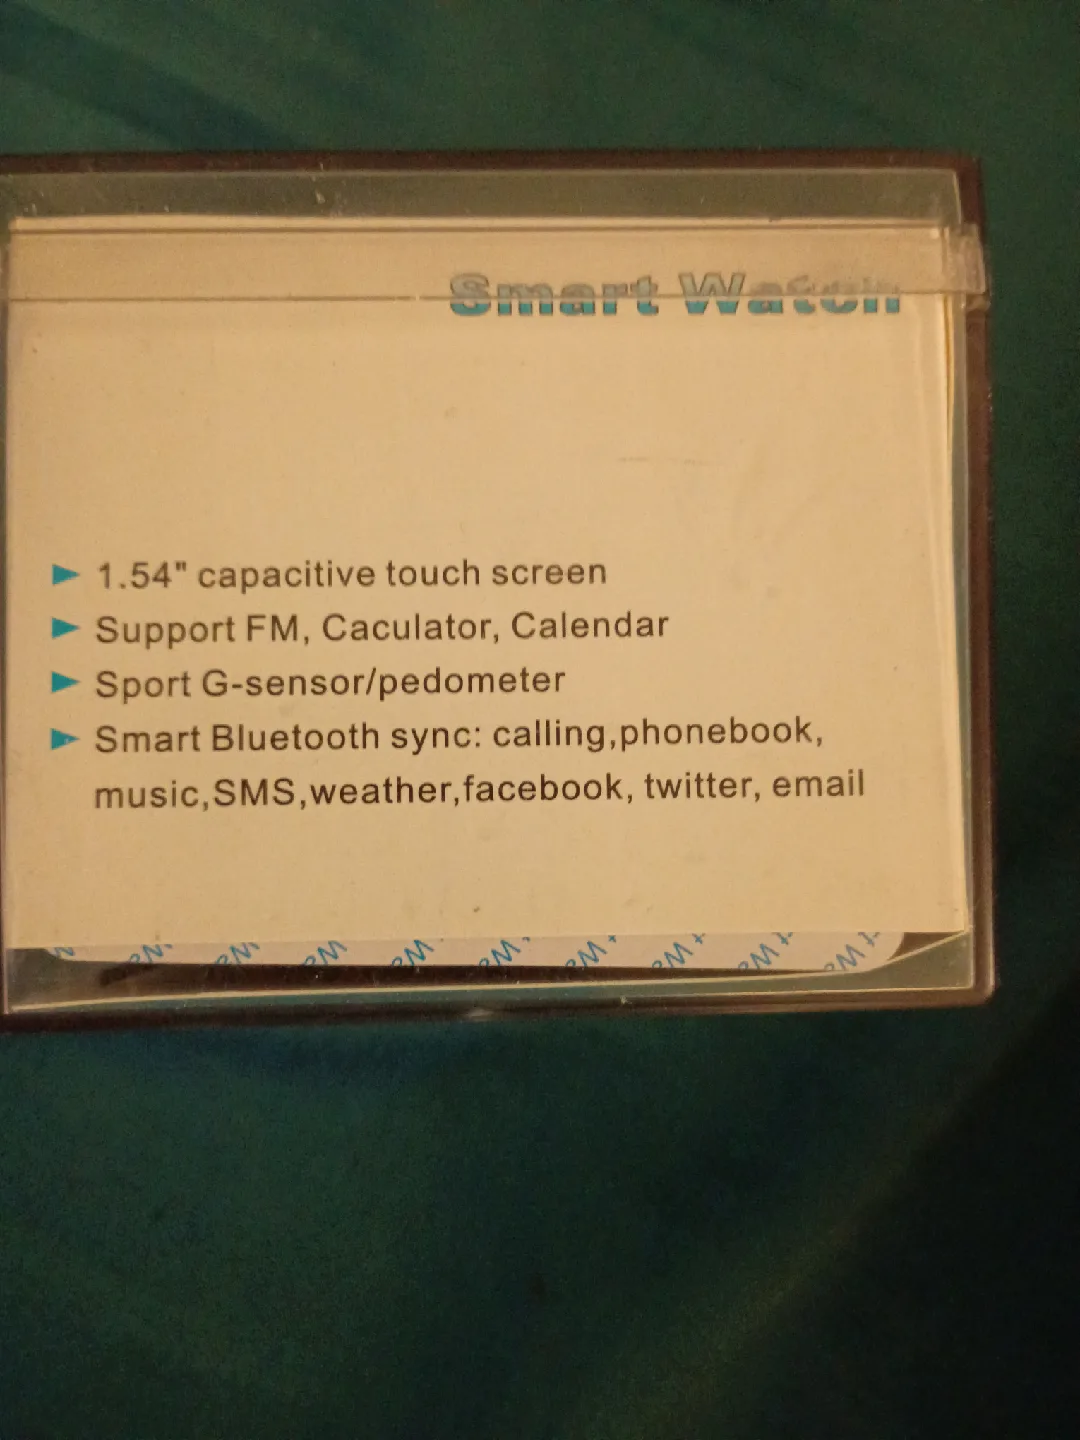 Smart Watch
1.54" capacitive touch screen
Support FM, Caculator, Calendar
Sport G-sensor/pedometer
Smart Bluetooth sync: calling,phonebook,
music,SMS,weather,facebook, twitter, email